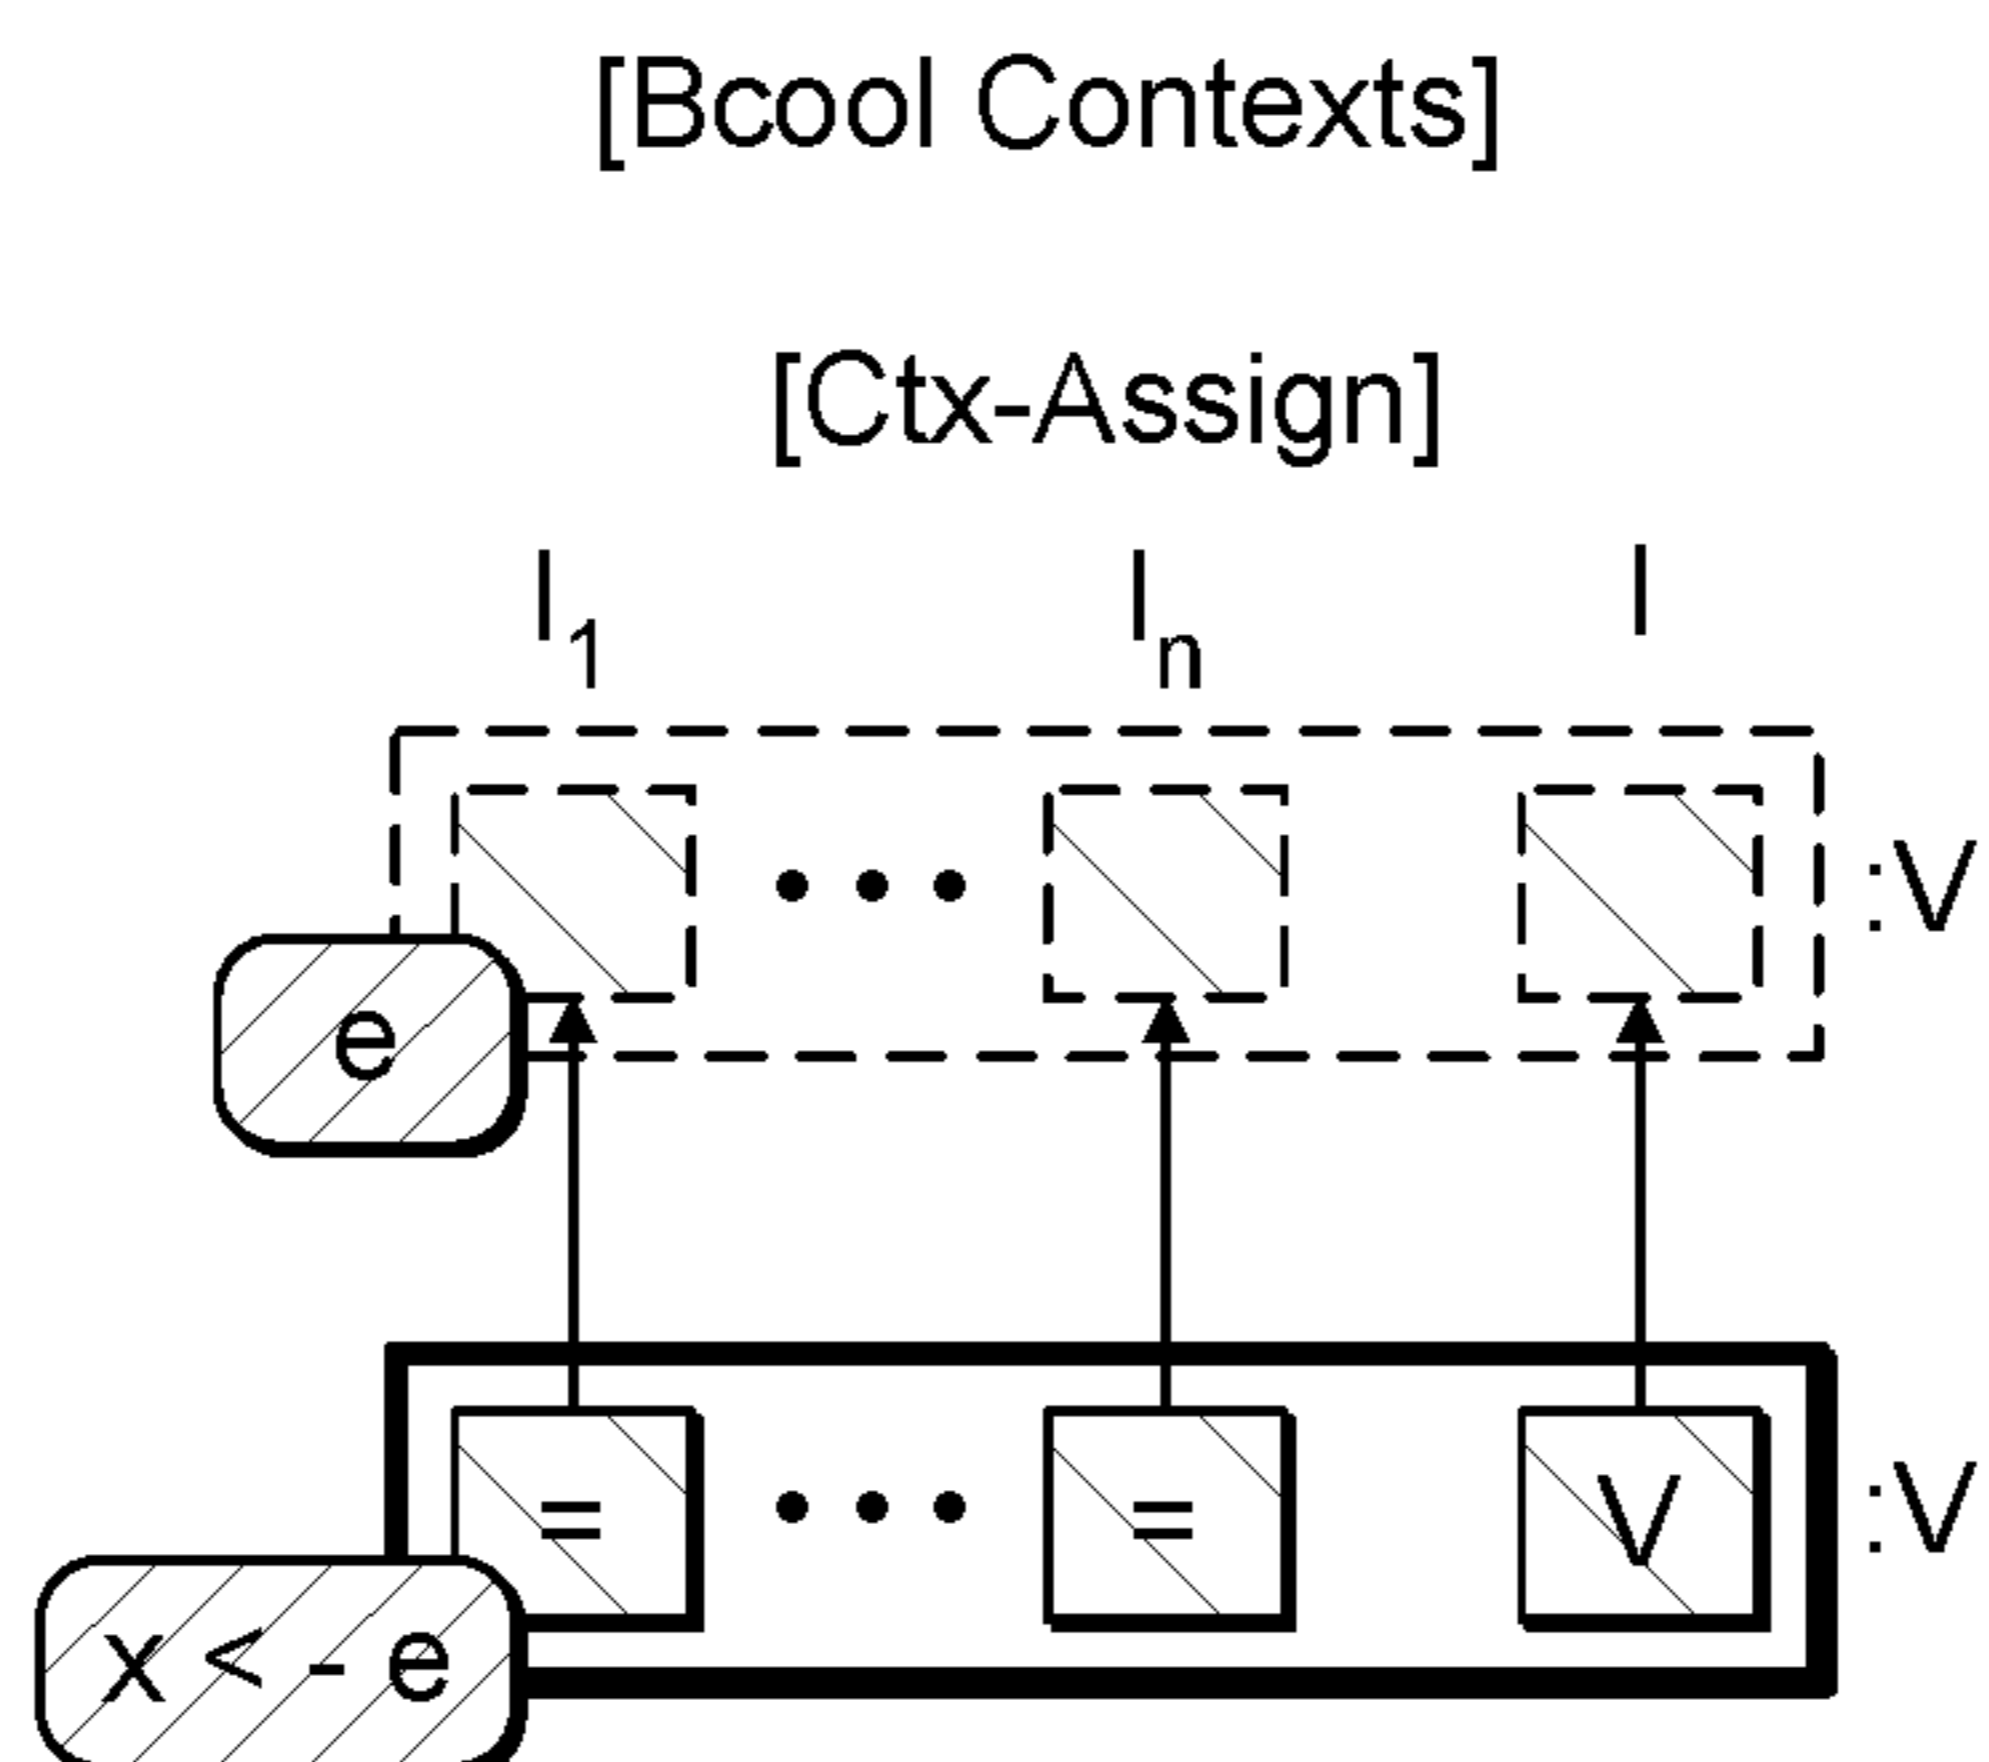 [Bcool Contexts]
[Ctx-Assign]
l1 ln l
:V
e
= = V :V
x < - e